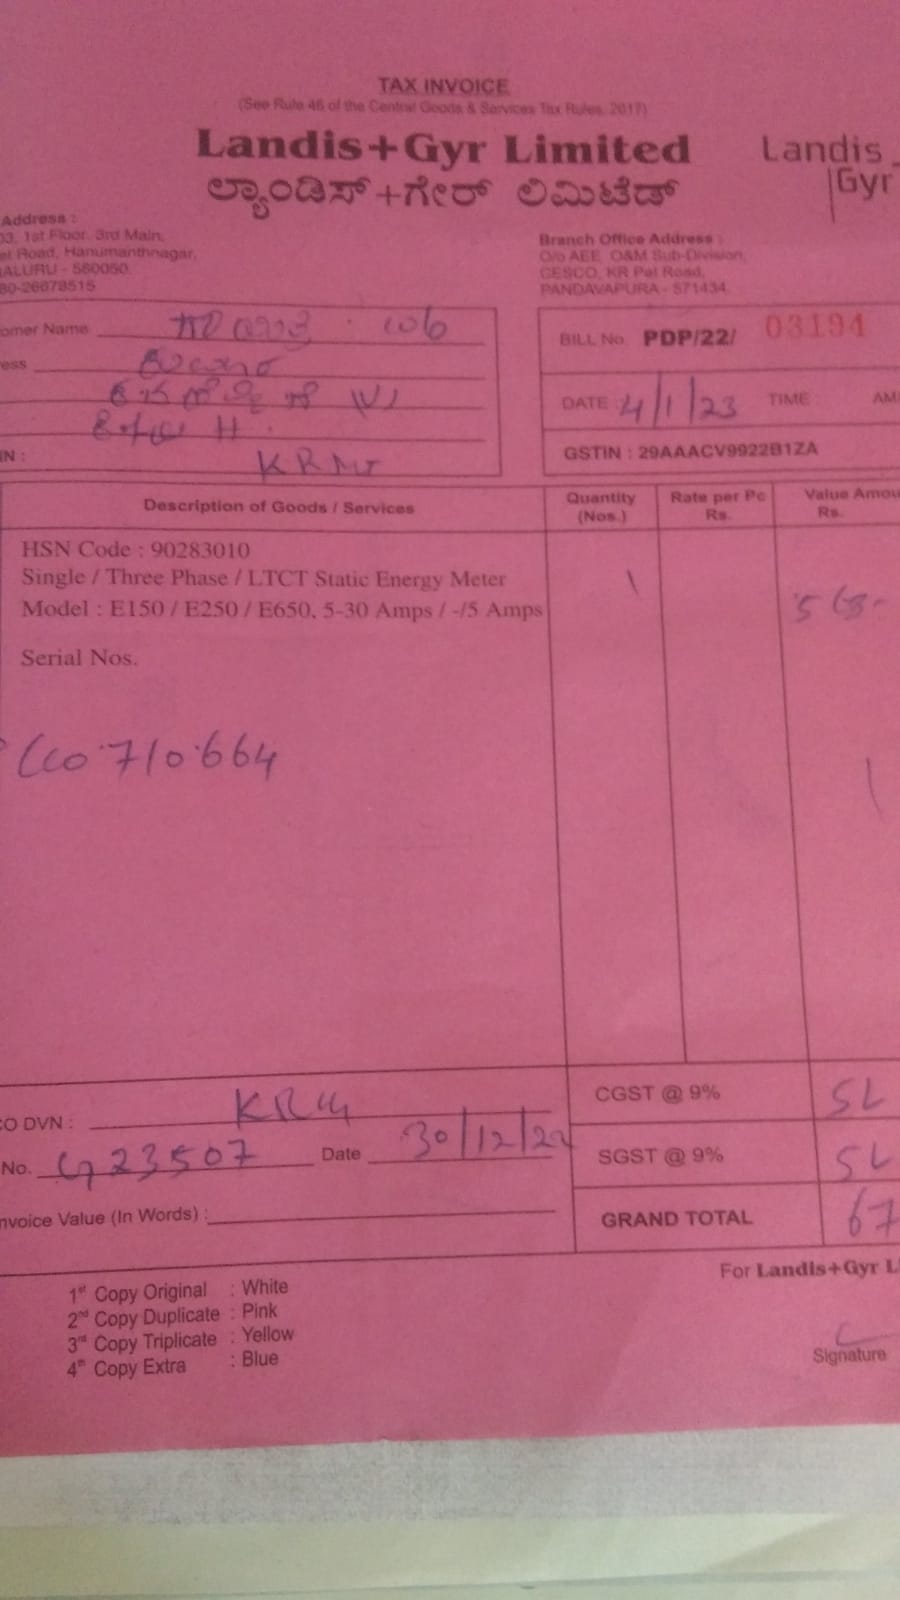 TAX INVOICE
(See Rule 46 of the Central Goods & Services Tax Rules, 2017)
Landis+Gyr Limited
Landis
Gyr
ಲ್ಯಾಂಡಿಸ್+ಗೇರ್ ಲಿಮಿಟೆಡ್
Address :
03, 1st Floor, 3rd Main,
Road, Hanumanthnagar,
ALURU - 560050.
80-26678515
Branch Office Address :
O/o AEE, O&M Sub-Division,
CESCO, KR Pet Road,
PANDAVAPURA - 571434.
omer Name
ess
IN :
BILL No. PDP/22/ 03194
DATE : 4/1/23 TIME : AM
GSTIN : 29AAACV9922B1ZA
Description of Goods / Services
Quantity (Nos.)
Rate per Pc Rs.
Value Amou
Rs.
HSN Code : 90283010
Single / Three Phase / LTCT Static Energy Meter
Model : E150 / E250 / E650, 5-30 Amps / -/5 Amps
1
Serial Nos.
710664
CO DVN :
No. 23507 Date 30/12/22
nvoice Value (In Words) :
CGST @ 9%
SGST @ 9%
GRAND TOTAL 67
For Landis+Gyr L
1st Copy Original : White
2nd Copy Duplicate : Pink
3rd Copy Triplicate : Yellow
4th Copy Extra : Blue
Signature